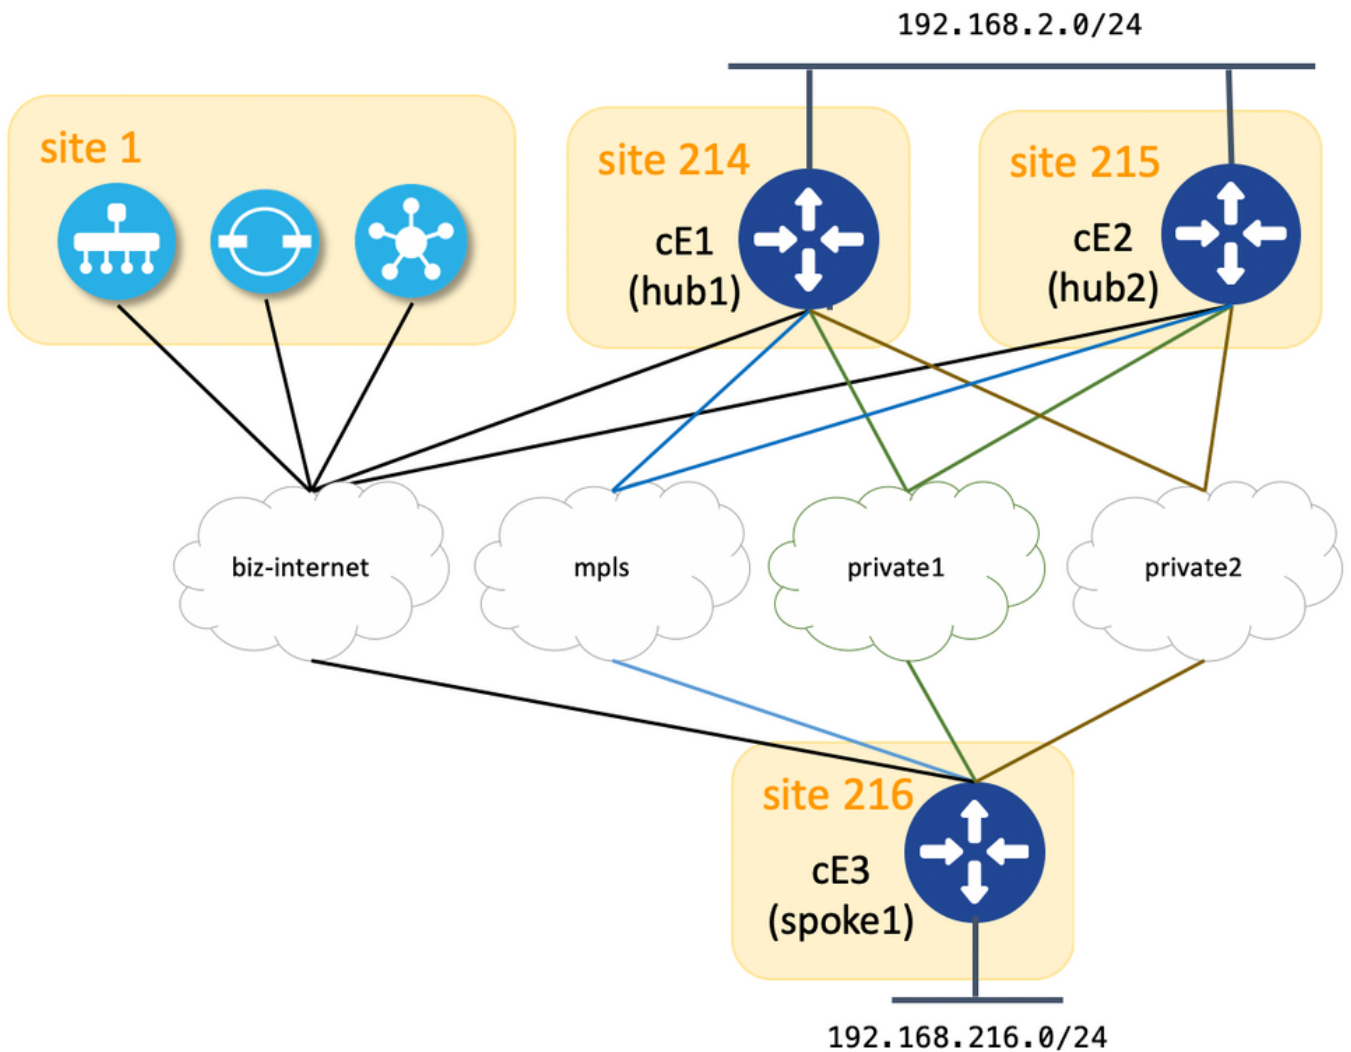 192.168.2.0/24
site 1
site 214
cE1
(hub1)
site 215
cE2
(hub2)
biz-internet
mpls
private1
private2
site 216
cE3
(spoke1)
192.168.216.0/24